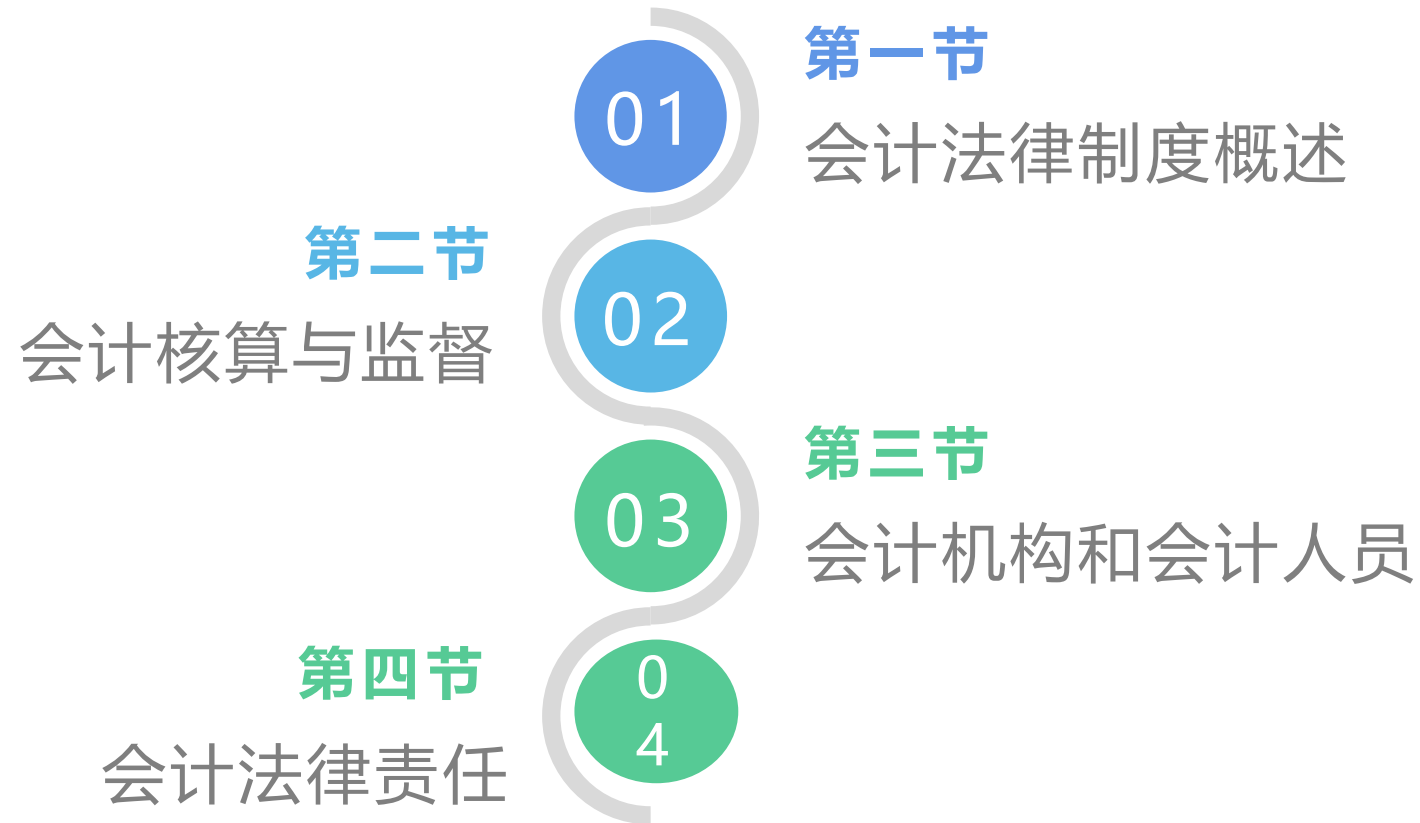 01
第一节
会计法律制度概述
第二节
02
会计核算与监督
03
第三节
会计机构和会计人员
第四节
0
4
会计法律责任